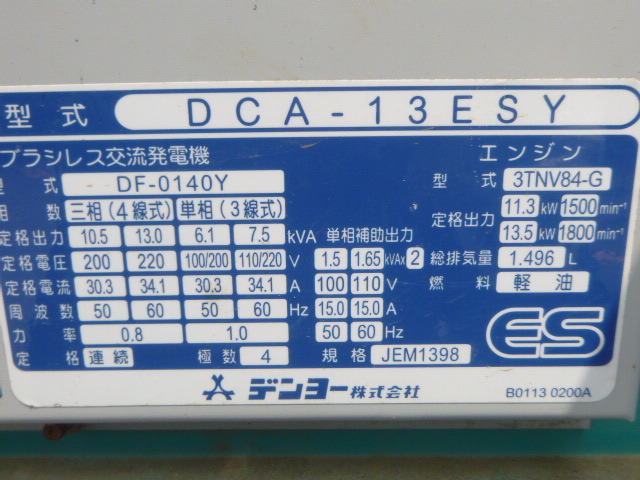 型式 DCA-13ESY
ブラシレス交流発電機
型式 DF-0140Y
相数 三相(4線式) 単相(3線式)
定格出力 10.5 13.0 6.1 7.5 kVA
定格電圧 200 220 100/200 110/220 V
定格電流 30.3 34.1 30.3 34.1 A
周波数 50 60 50 60 Hz
力率 0.8 1.0
定格 連続 極数 4
単相補助出力
1.5 1.65 kVA×2
100 110 V
15.0 15.0 A
50 60 Hz
規格 JEM1398
エンジン
型式 3TNV84-G
定格出力 11.3 kW 1500 min⁻¹
13.5 kW 1800 min⁻¹
総排気量 1.496 L
燃料 軽油
ES
デンヨー株式会社
B0113 0200A